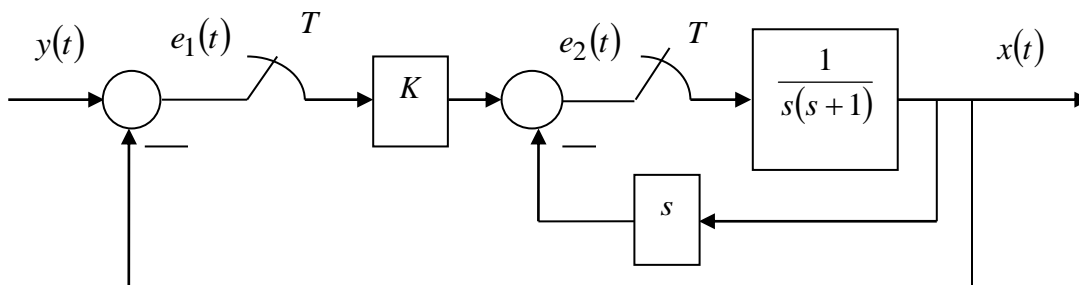 y(t)
e₁(t)
T
K
e₂(t)
T
1
s(s+1)
x(t)
s